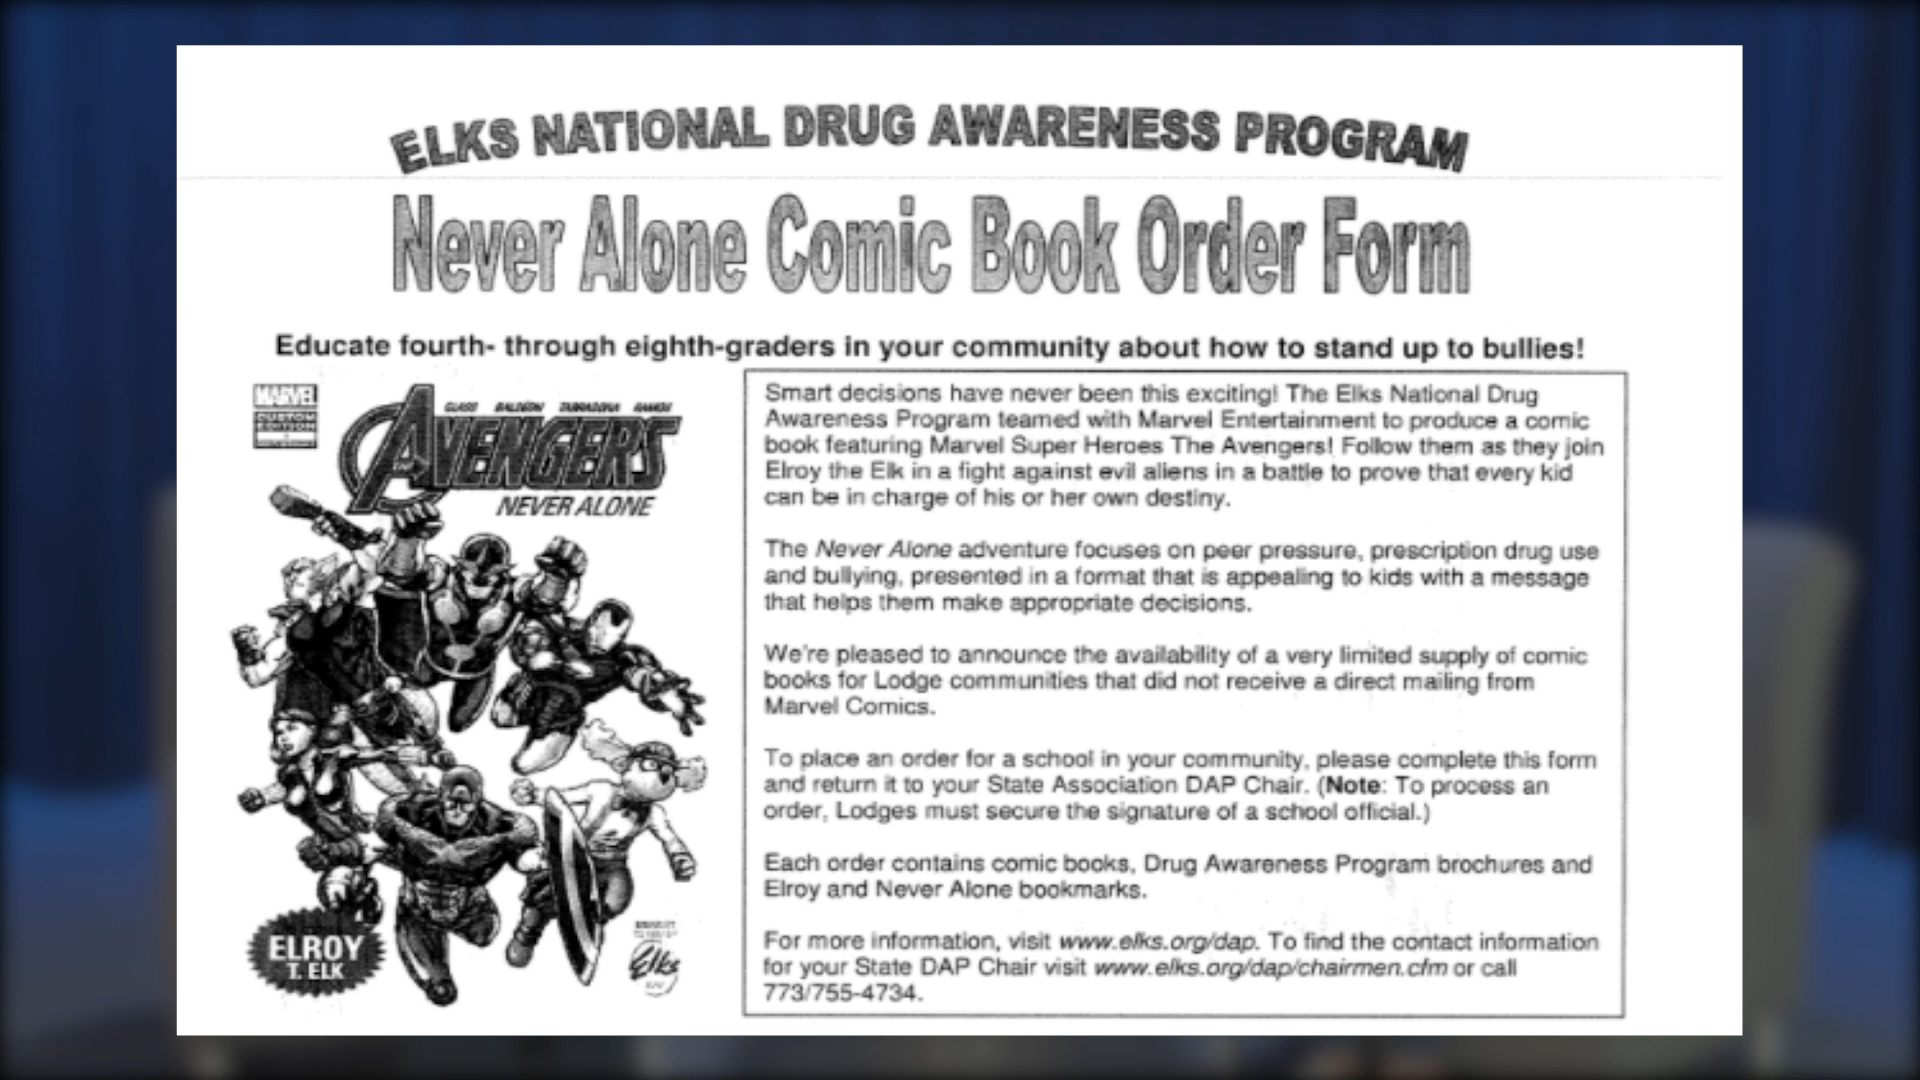 ELKS NATIONAL DRUG AWARENESS PROGRAM
Never Alone Comic Book Order Form
Educate fourth- through eighth-graders in your community about how to stand up to bullies!
MARVEL
CUSTOM
EDITION
AVENGERS
NEVER ALONE
ELROY
T. ELK
Elks
Smart decisions have never been this exciting! The Elks National Drug
Awareness Program teamed with Marvel Entertainment to produce a comic
book featuring Marvel Super Heroes The Avengers! Follow them as they join
Elroy the Elk in a fight against evil aliens in a battle to prove that every kid
can be in charge of his or her own destiny.
The Never Alone adventure focuses on peer pressure, prescription drug use
and bullying, presented in a format that is appealing to kids with a message
that helps them make appropriate decisions.
We're pleased to announce the availability of a very limited supply of comic
books for Lodge communities that did not receive a direct mailing from
Marvel Comics.
To place an order for a school in your community, please complete this form
and return it to your State Association DAP Chair. (Note: To process an
order, Lodges must secure the signature of a school official.)
Each order contains comic books, Drug Awareness Program brochures and
Elroy and Never Alone bookmarks.
For more information, visit www.elks.org/dap. To find the contact information
for your State DAP Chair visit www.elks.org/dap/chairmen.cfm or call
773/755-4734.